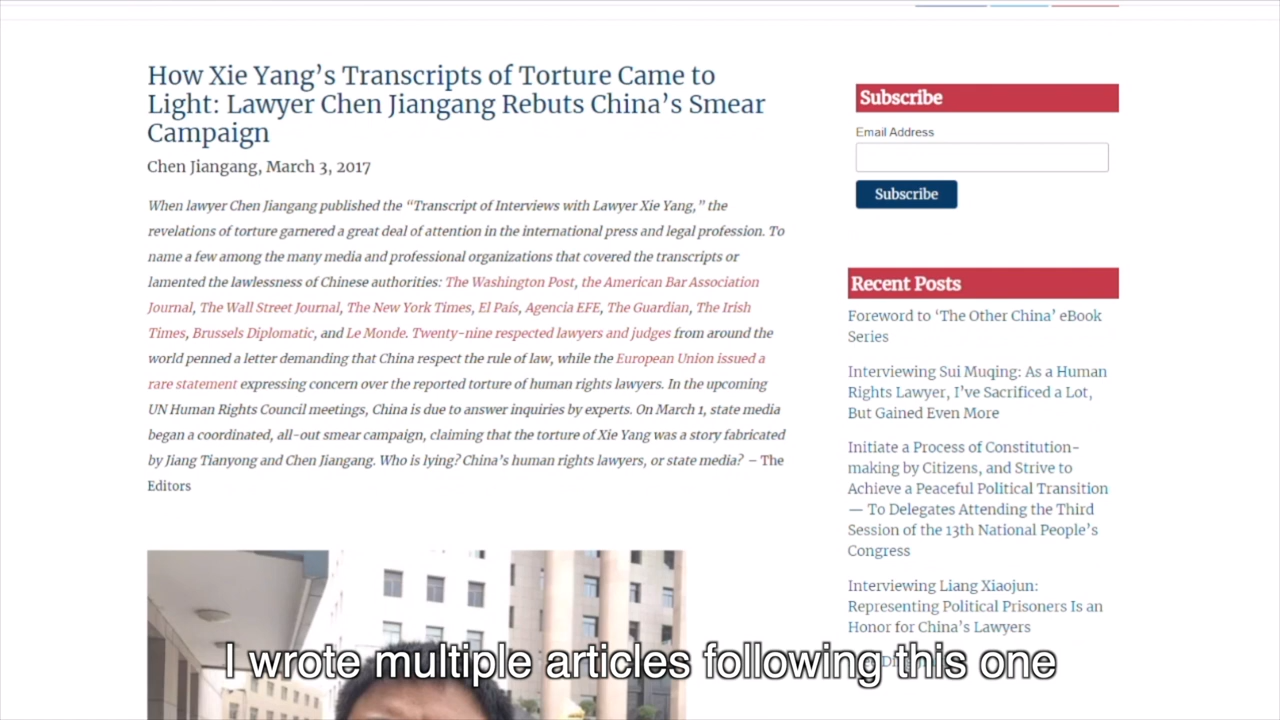 How Xie Yang’s Transcripts of Torture Came to
Light: Lawyer Chen Jiangang Rebuts China’s Smear
Campaign
Chen Jiangang, March 3, 2017
When lawyer Chen Jiangang published the “Transcript of Interviews with Lawyer Xie Yang,” the
revelations of torture garnered a great deal of attention in the international press and legal profession. To
name a few among the many media and professional organizations that covered the transcripts or
lamented the lawlessness of Chinese authorities: The Washington Post, the American Bar Association
Journal, The Wall Street Journal, The New York Times, El País, Agencia EFE, The Guardian, The Irish
Times, Brussels Diplomatic, and Le Monde. Twenty-nine respected lawyers and judges from around the
world penned a letter demanding that China respect the rule of law, while the European Union issued a
rare statement expressing concern over the reported torture of human rights lawyers. In the upcoming
UN Human Rights Council meetings, China is due to answer inquiries by experts. On March 1, state media
began a coordinated, all-out smear campaign, claiming that the torture of Xie Yang was a story fabricated
by Jiang Tianyong and Chen Jiangang. Who is lying? China’s human rights lawyers, or state media? – The
Editors
Subscribe
Email Address
Subscribe
Recent Posts
Foreword to ‘The Other China’ eBook
Series
Interviewing Sui Muqing: As a Human
Rights Lawyer, I’ve Sacrificed a Lot,
But Gained Even More
Initiate a Process of Constitution-
making by Citizens, and Strive to
Achieve a Peaceful Political Transition
— To Delegates Attending the Third
Session of the 13th National People’s
Congress
Interviewing Liang Xiaojun:
Representing Political Prisoners Is an
Honor for China’s Lawyers
I wrote multiple articles following this one